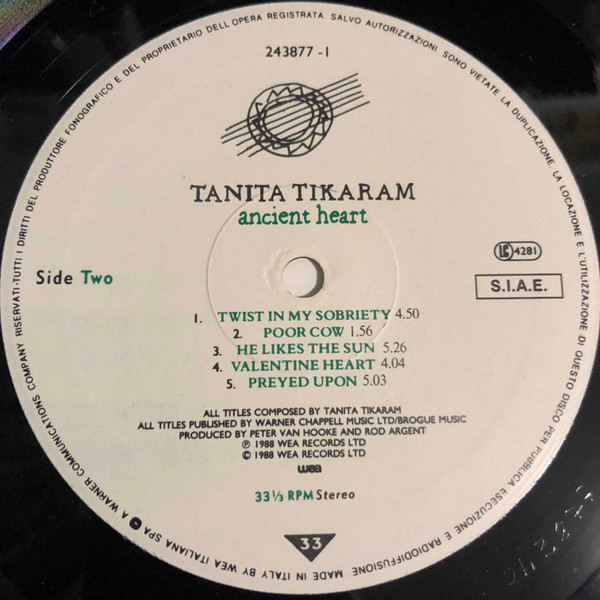 243877-1
TANITA TIKARAM
ancient heart
Side Two
LC 4281
S.I.A.E.
1. TWIST IN MY SOBRIETY 4.50
2. POOR COW 1.56
3. HE LIKES THE SUN 5.26
4. VALENTINE HEART 4.04
5. PREYED UPON 5.03
ALL TITLES COMPOSED BY TANITA TIKARAM
ALL TITLES PUBLISHED BY WARNER CHAPPELL MUSIC LTD/BROGUE MUSIC
PRODUCED BY PETER VAN HOOKE AND ROD ARGENT
℗ 1988 WEA RECORDS LTD
© 1988 WEA RECORDS LTD
wea
33 1/3 RPM Stereo
33
A WARNER COMMUNICATIONS COMPANY RISERVATI-TUTTI I DIRITTI DEL PRODUTTORE FONOGRAFICO E DEL PROPRIETARIO DELL'OPERA REGISTRATA SALVO AUTORIZZAZIONI SONO VIETATE LA DUPLICAZIONE, LA LOCAZIONE E L'UTILIZZAZIONE DI QUESTO DISCO PER PUBBLICA ESECUZIONE E RADIODIFFUSIONE MADE IN ITALY BY WEA ITALIANA SPA